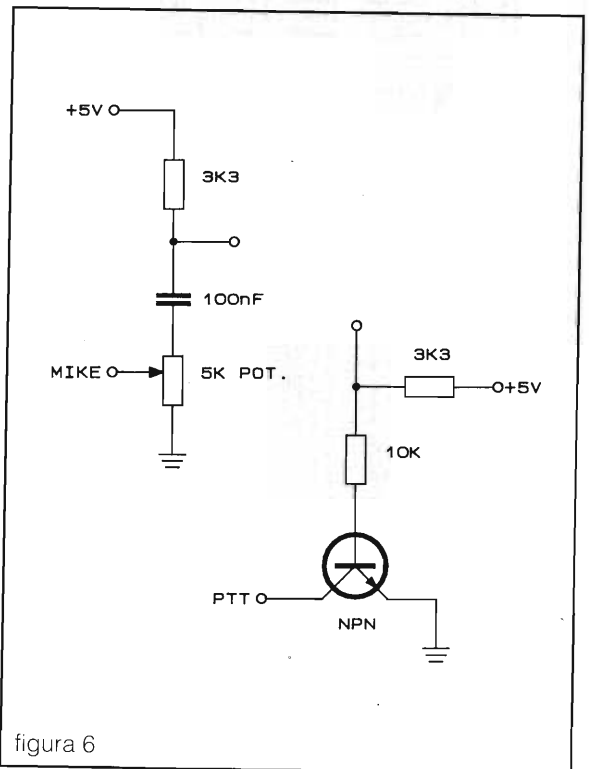 +5V
3K3
100nF
MIKE
5K POT.
3K3
+5V
10K
PTT
NPN
figura 6